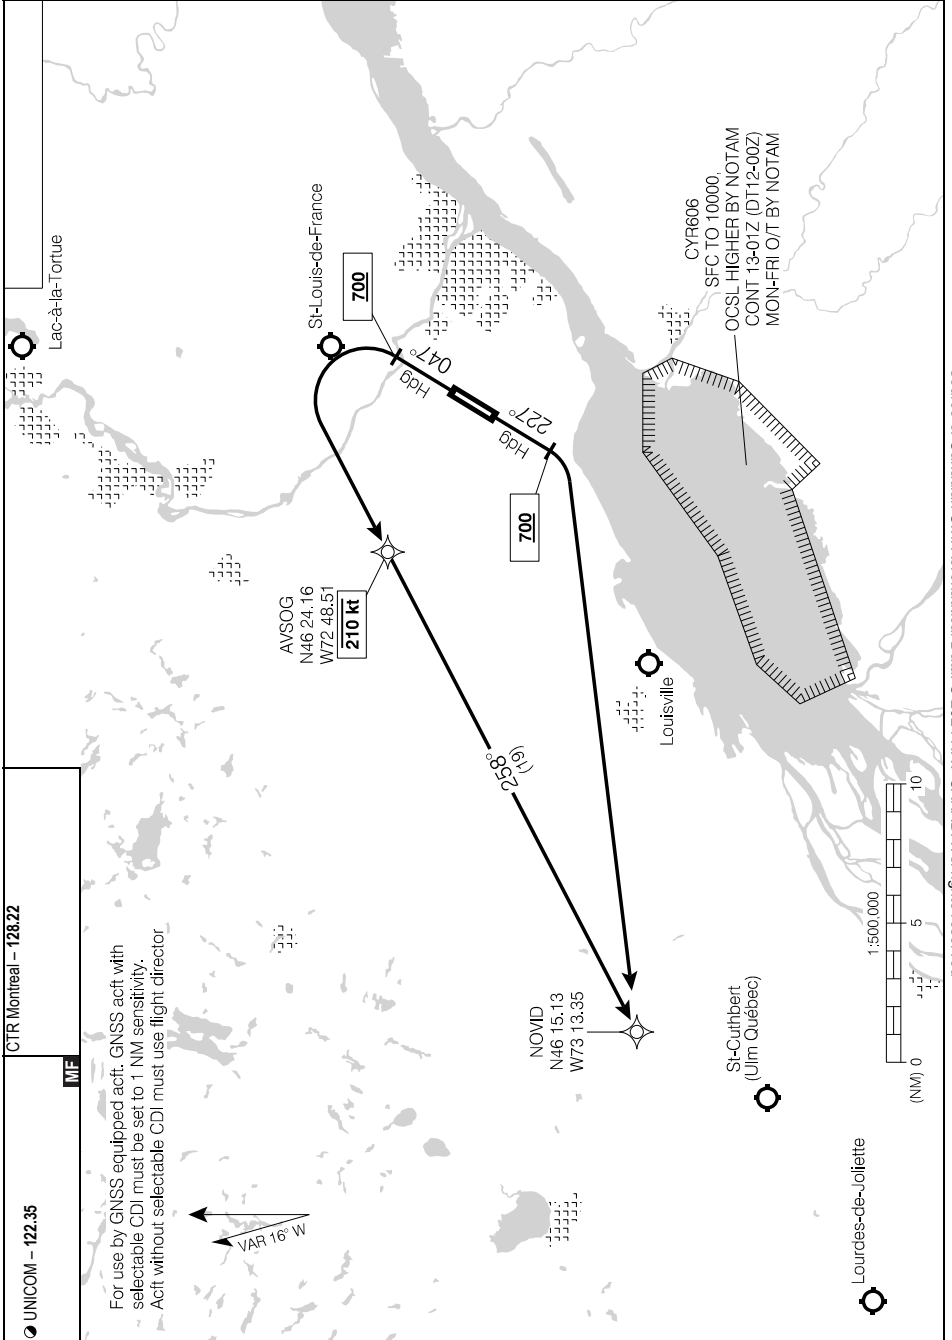 UNICOM – 122.35
MF
CTR Montreal – 128.22
For use by GNSS equipped acft. GNSS acft with
selectable CDI must be set to 1 NM sensitivity.
Acft without selectable CDI must use flight director
VAR 16° W
Lac-à-la-Tortue
St-Louis-de-France
700
Hdg 047°
Hdg 227°
700
AVSOG
N46 24.16
W72 48.51
210 kt
258°
(19)
NOVID
N46 15.13
W73 13.35
Louisville
CYR606
SFC TO 10000,
OCSL HIGHER BY NOTAM
CONT 13-01Z (DT12-00Z)
MON-FRI O/T BY NOTAM
St-Cuthbert
(Ulm Québec)
Lourdes-de-Joliette
1:500,000
(NM) 0 5 10